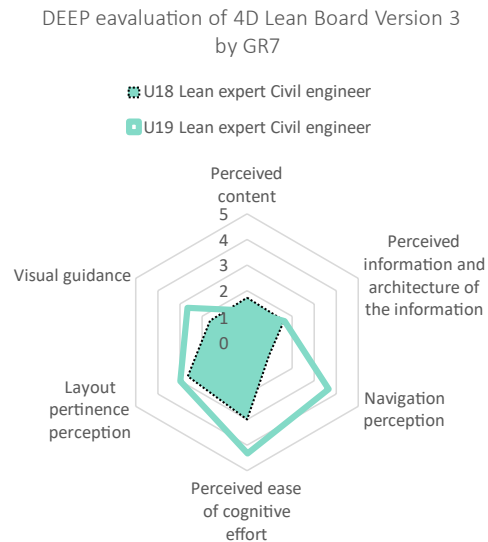 DEEP eavaluation of 4D Lean Board Version 3
by GR7
U18 Lean expert Civil engineer
U19 Lean expert Civil engineer
Perceived
content
5
4
3
2
1
0
Perceived
information and
architecture of
the information
Navigation
perception
Perceived ease
of cognitive
effort
Layout
pertinence
perception
Visual guidance